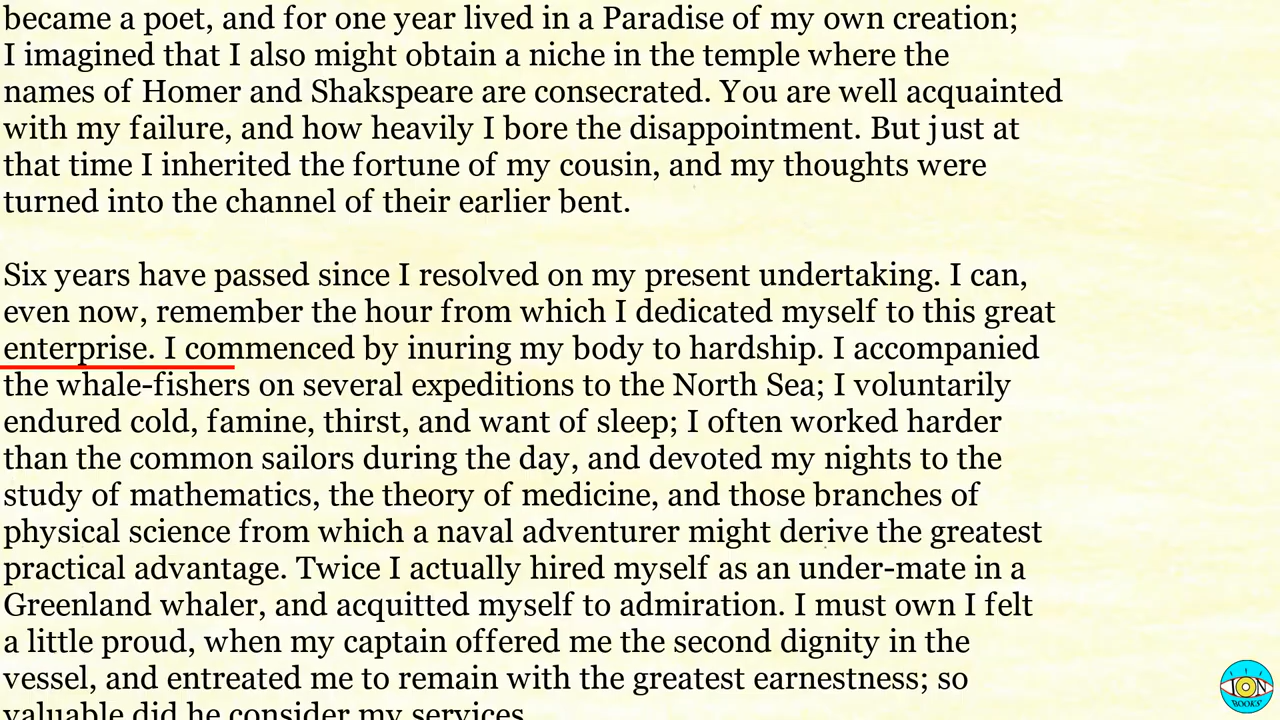 became a poet, and for one year lived in a Paradise of my own creation;
I imagined that I also might obtain a niche in the temple where the
names of Homer and Shakspeare are consecrated. You are well acquainted
with my failure, and how heavily I bore the disappointment. But just at
that time I inherited the fortune of my cousin, and my thoughts were
turned into the channel of their earlier bent.
Six years have passed since I resolved on my present undertaking. I can,
even now, remember the hour from which I dedicated myself to this great
enterprise. I commenced by inuring my body to hardship. I accompanied
the whale-fishers on several expeditions to the North Sea; I voluntarily
endured cold, famine, thirst, and want of sleep; I often worked harder
than the common sailors during the day, and devoted my nights to the
study of mathematics, the theory of medicine, and those branches of
physical science from which a naval adventurer might derive the greatest
practical advantage. Twice I actually hired myself as an under-mate in a
Greenland whaler, and acquitted myself to admiration. I must own I felt
a little proud, when my captain offered me the second dignity in the
vessel, and entreated me to remain with the greatest earnestness; so
valuable did he consider my services.
ION
BOOKS